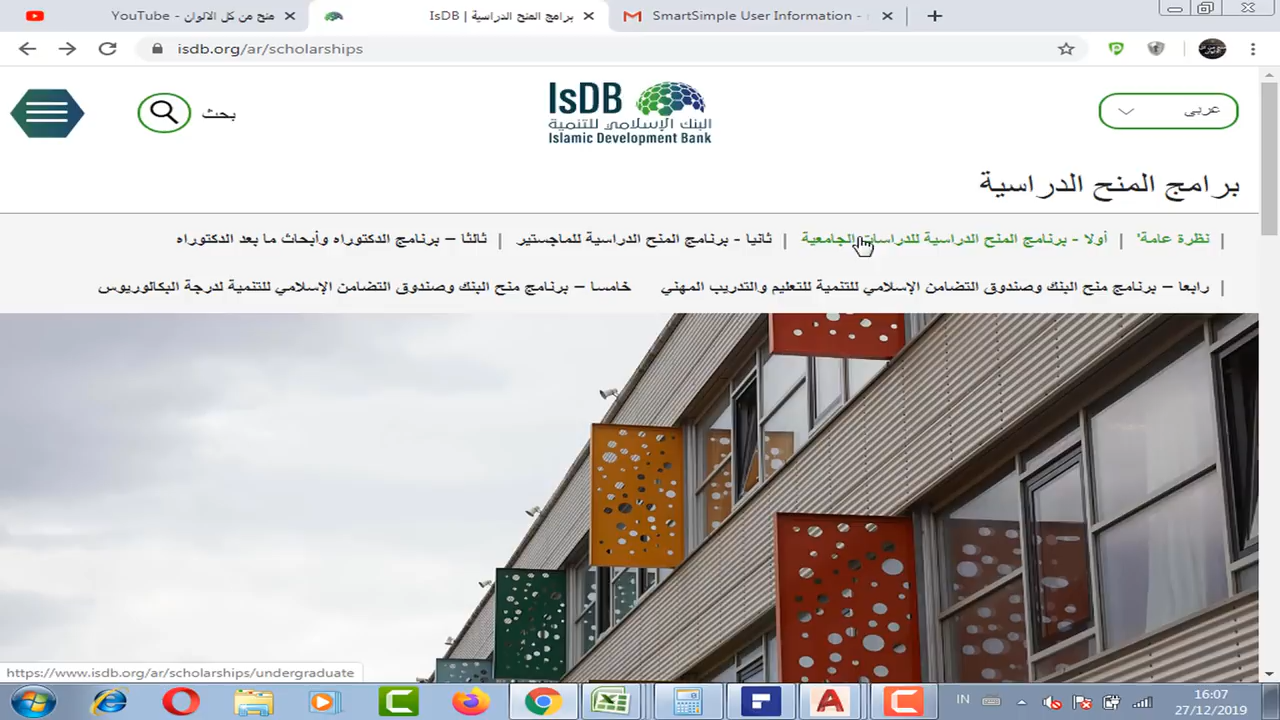 منح من كل الالوان - YouTube
برامج المنح الدراسية | IsDB
SmartSimple User Information -
isdb.org/ar/scholarships
بحث
IsDB
البنك الإسلامي للتنمية
Islamic Development Bank
عربى
برامج المنح الدراسية
| نظرة عامة' | أولا - برنامج المنح الدراسية للدراسات الجامعية | ثانيا - برنامج المنح الدراسية للماجستير | ثالثا – برنامج الدكتوراه وأبحاث ما بعد الدكتوراه
| رابعا – برنامج منح البنك وصندوق التضامن الإسلامي للتنمية للتعليم والتدريب المهني خامسا – برنامج منح البنك وصندوق التضامن الإسلامي للتنمية لدرجة البكالوريوس
https://www.isdb.org/ar/scholarships/undergraduate
IN
16:07
27/12/2019